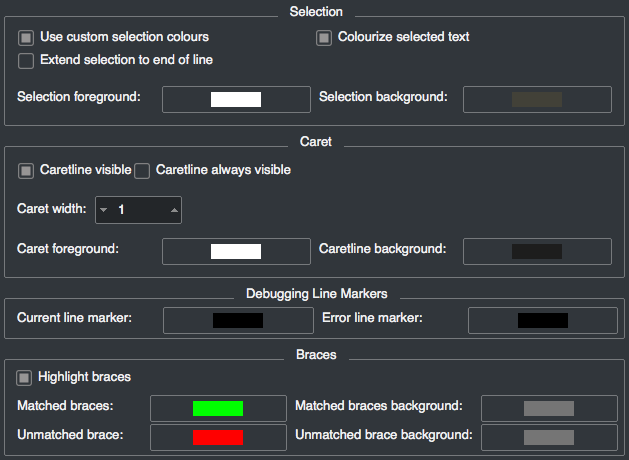 Selection
Use custom selection colours Colourize selected text
Extend selection to end of line
Selection foreground: Selection background:
Caret
Caretline visible Caretline always visible
Caret width: 1
Caret foreground: Caretline background:
Debugging Line Markers
Current line marker: Error line marker:
Braces
Highlight braces
Matched braces: Matched braces background:
Unmatched brace: Unmatched brace background: